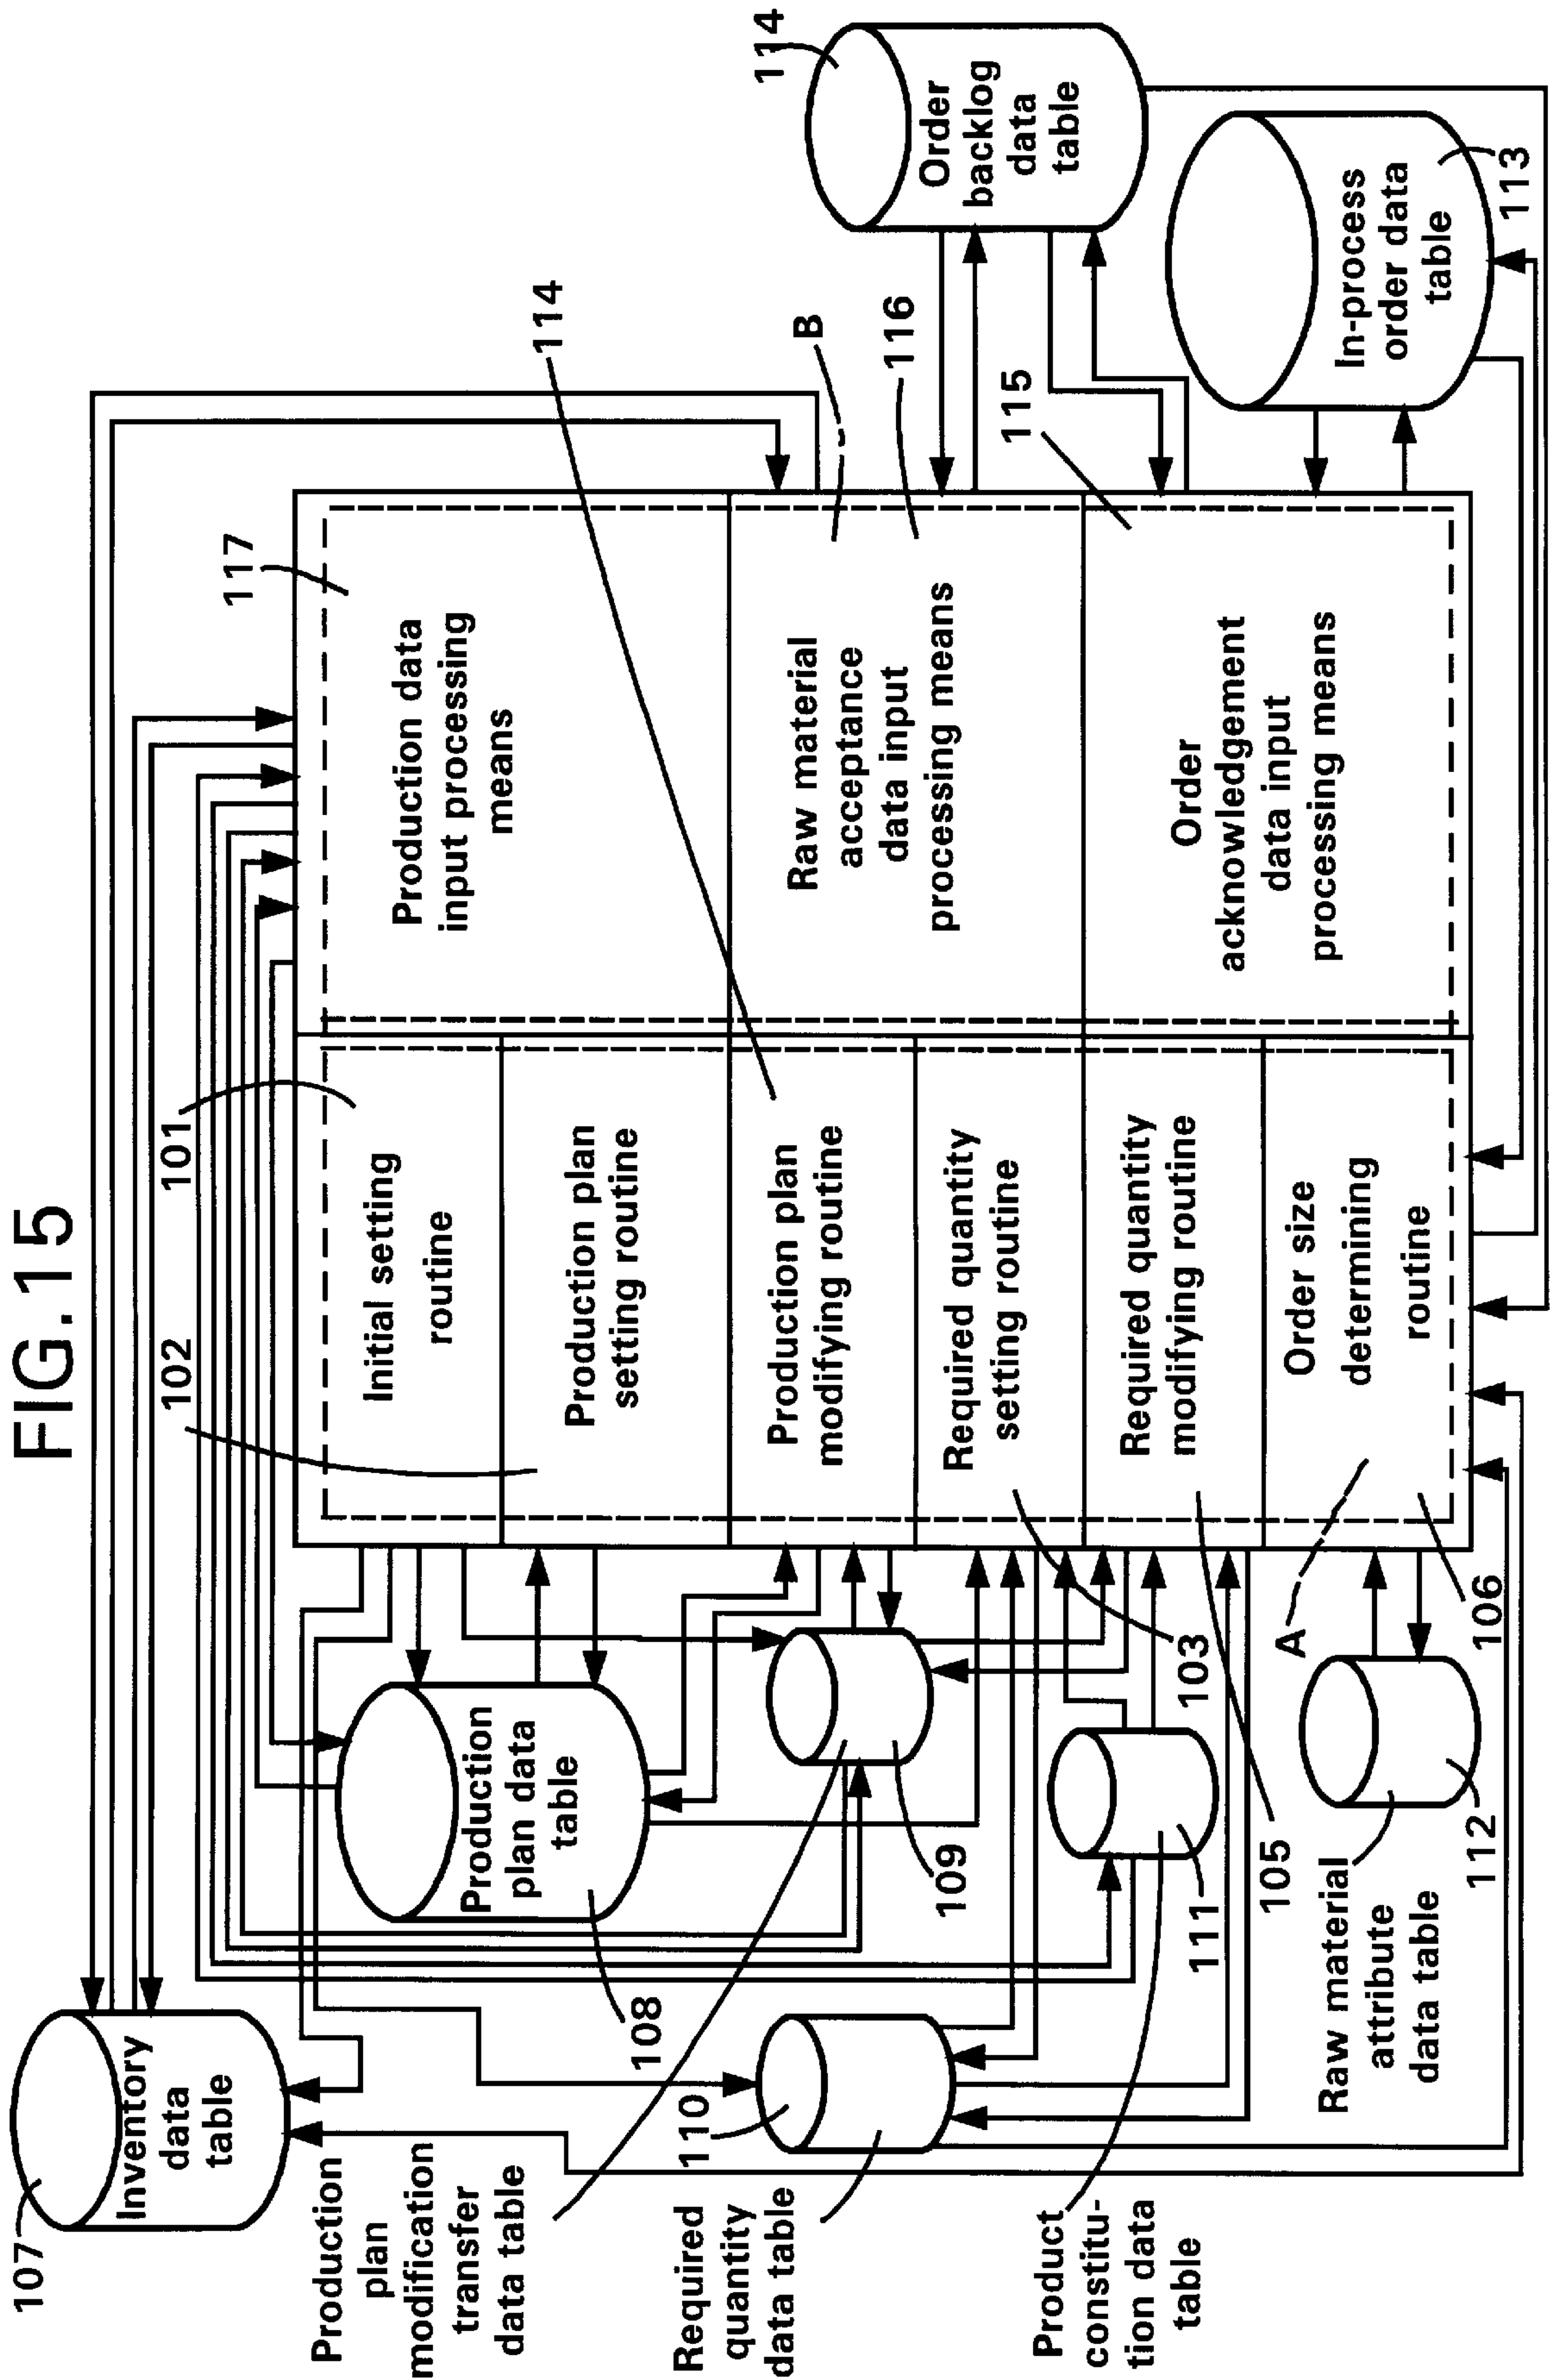 FIG.15
107
Inventory
data
table
101
102
117
114
Order
backlog
data
table
114
B
116
115
In-process
order data
table
113
Initial setting
routine
Production plan
setting routine
Production plan
modifying routine
Required quantity
setting routine
Required quantity
modifying routine
Order size
determining
routine
Production data
input processing
means
Raw material
acceptance
data input
processing means
Order
acknowledgement
data input
processing means
Production plan data
table
108
109
103
A
106
110
111
105
112
Production
plan
modification
transfer
data table
Required
quantity
data table
Product
constitu-
tion data
table
Raw material
attribute
data table